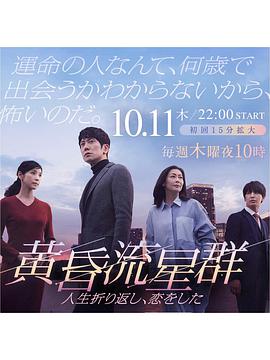 運命の人なんて、何歳で
出会うかわからないから、
怖いのだ。
10.11 木/22:00 START
初回15分拡大
毎週木曜夜10時
黄昏流星群
人生折り返し、恋をした